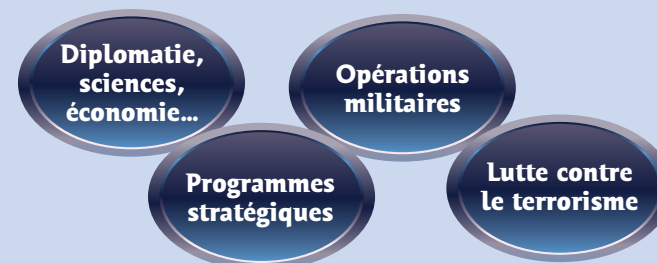 Diplomatie,
sciences,
économie...
Opérations
militaires
Programmes
stratégiques
Lutte contre
le terrorisme